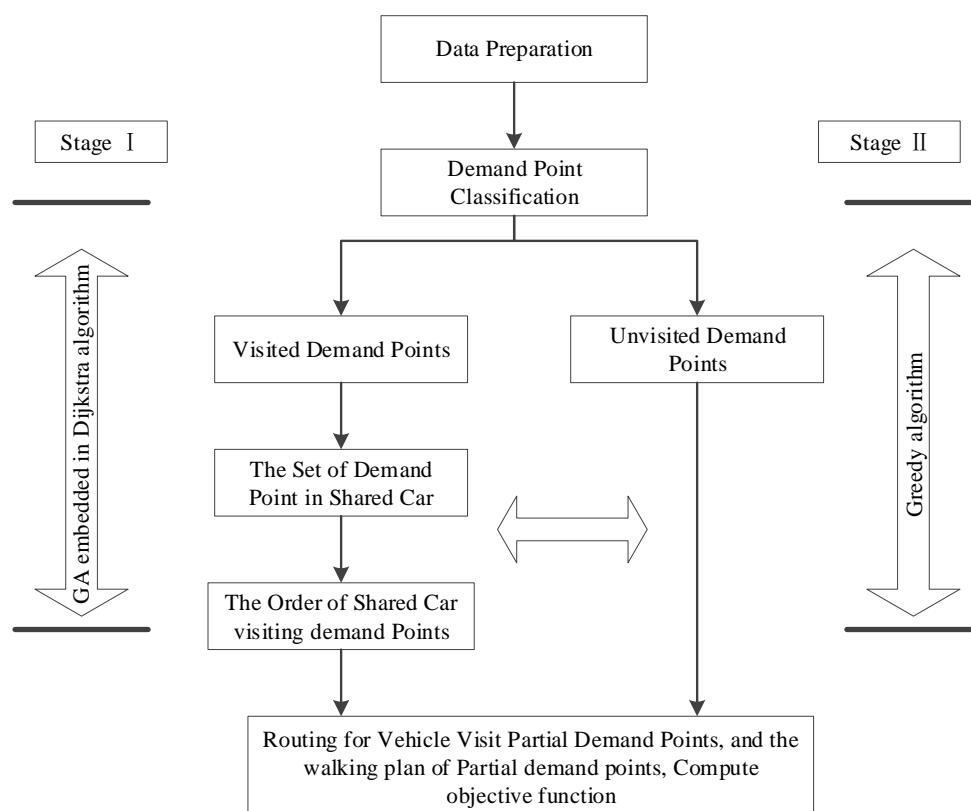 Data Preparation
Stage Ⅰ
Stage Ⅱ
Demand Point
Classification
GA embedded in Dijkstra algorithm
Visited Demand Points
Unvisited Demand
Points
Greedy algorithm
The Set of Demand
Point in Shared Car
The Order of Shared Car
visiting demand Points
Routing for Vehicle Visit Partial Demand Points, and the
walking plan of Partial demand points, Compute
objective function